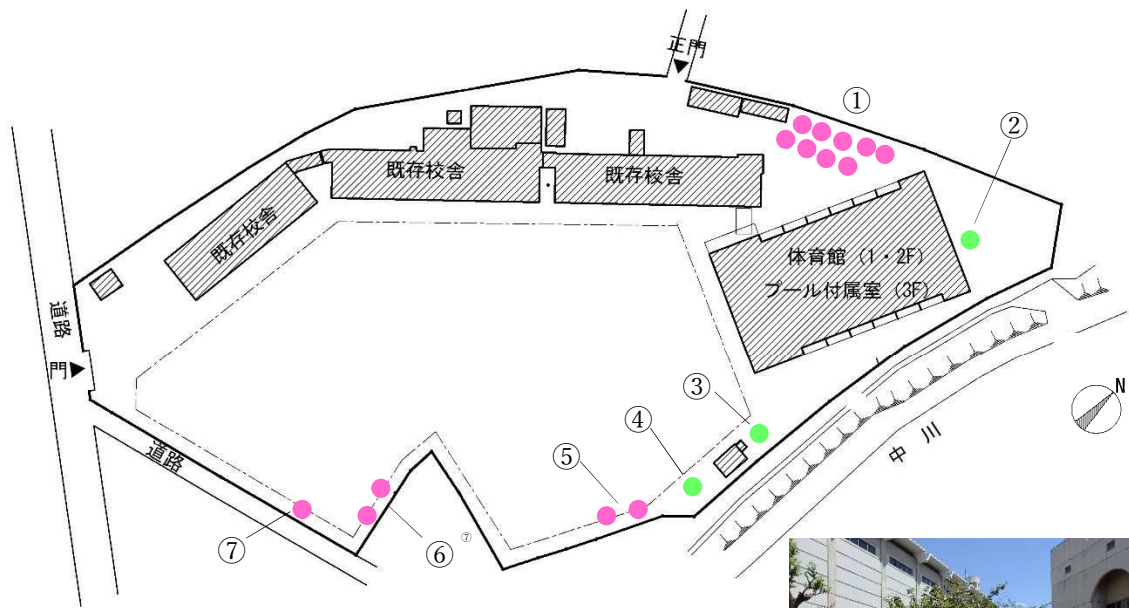 正門
①
②
既存校舎
既存校舎
既存校舎
体育館（1・2F）
プール付属室（3F）
道路
門
N
③
中川
④
⑤
道路
⑦
⑥
⑦